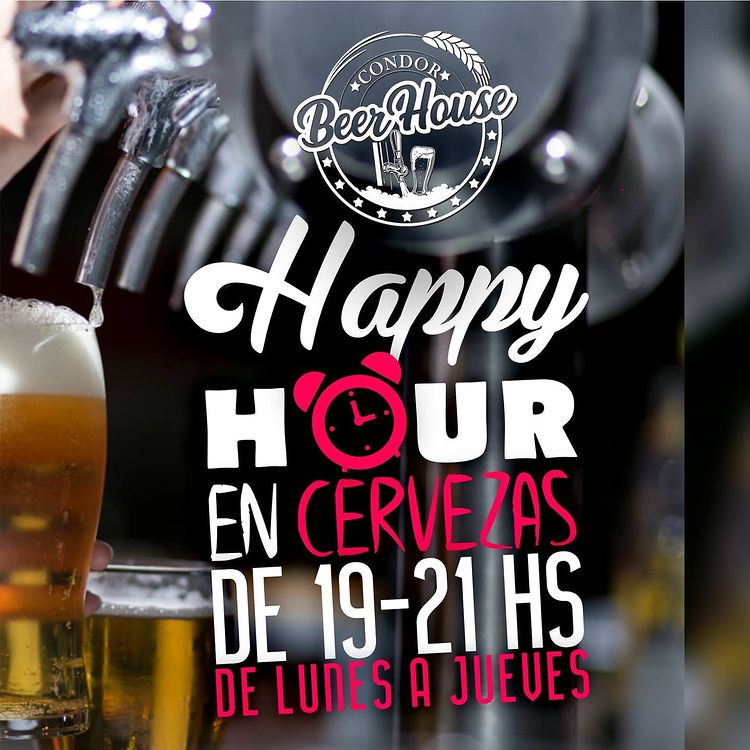 CONDOR
Beer House
Happy
HOUR
EN CERVEZAS
DE 19-21 HS
DE LUNES A JUEVES